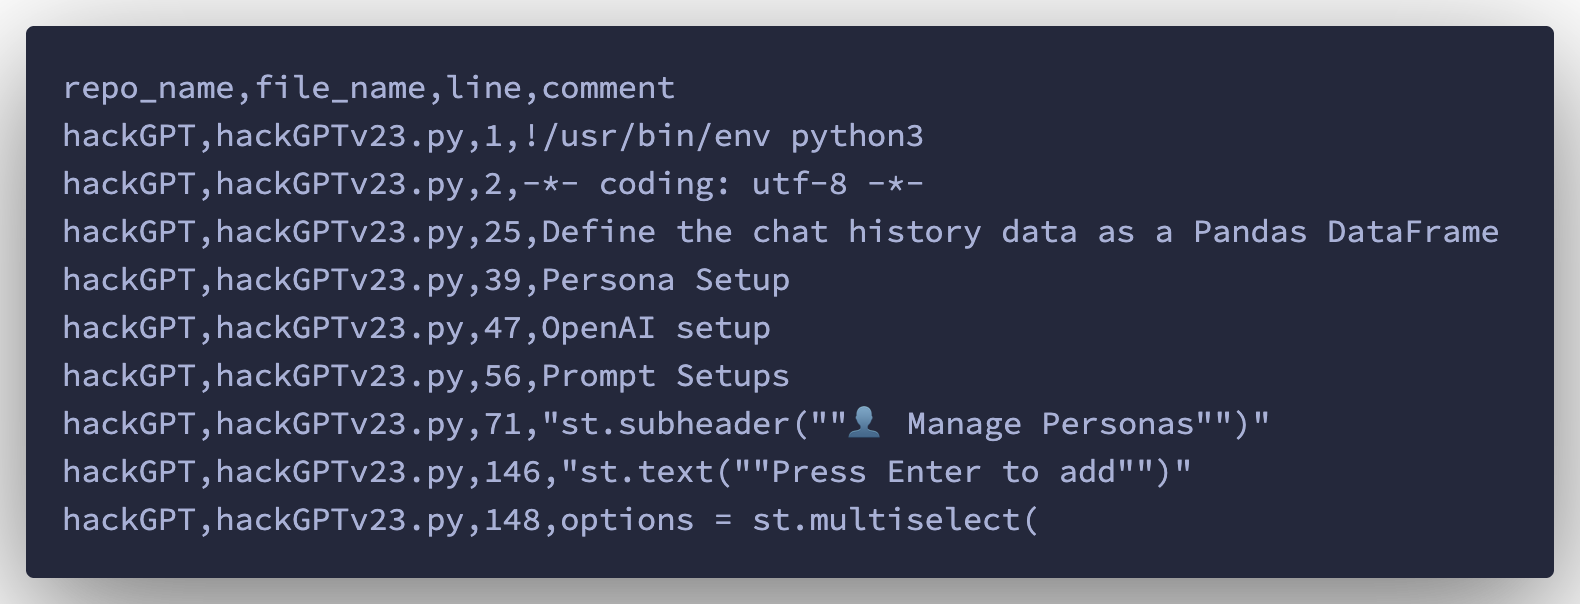 repo_name,file_name,line,comment
hackGPT,hackGPTv23.py,1,!/usr/bin/env python3
hackGPT,hackGPTv23.py,2,-*- coding: utf-8 -*-
hackGPT,hackGPTv23.py,25,Define the chat history data as a Pandas DataFrame
hackGPT,hackGPTv23.py,39,Persona Setup
hackGPT,hackGPTv23.py,47,OpenAI setup
hackGPT,hackGPTv23.py,56,Prompt Setups
hackGPT,hackGPTv23.py,71,"st.subheader(""👤 Manage Personas"")"
hackGPT,hackGPTv23.py,146,"st.text(""Press Enter to add"")"
hackGPT,hackGPTv23.py,148,options = st.multiselect(